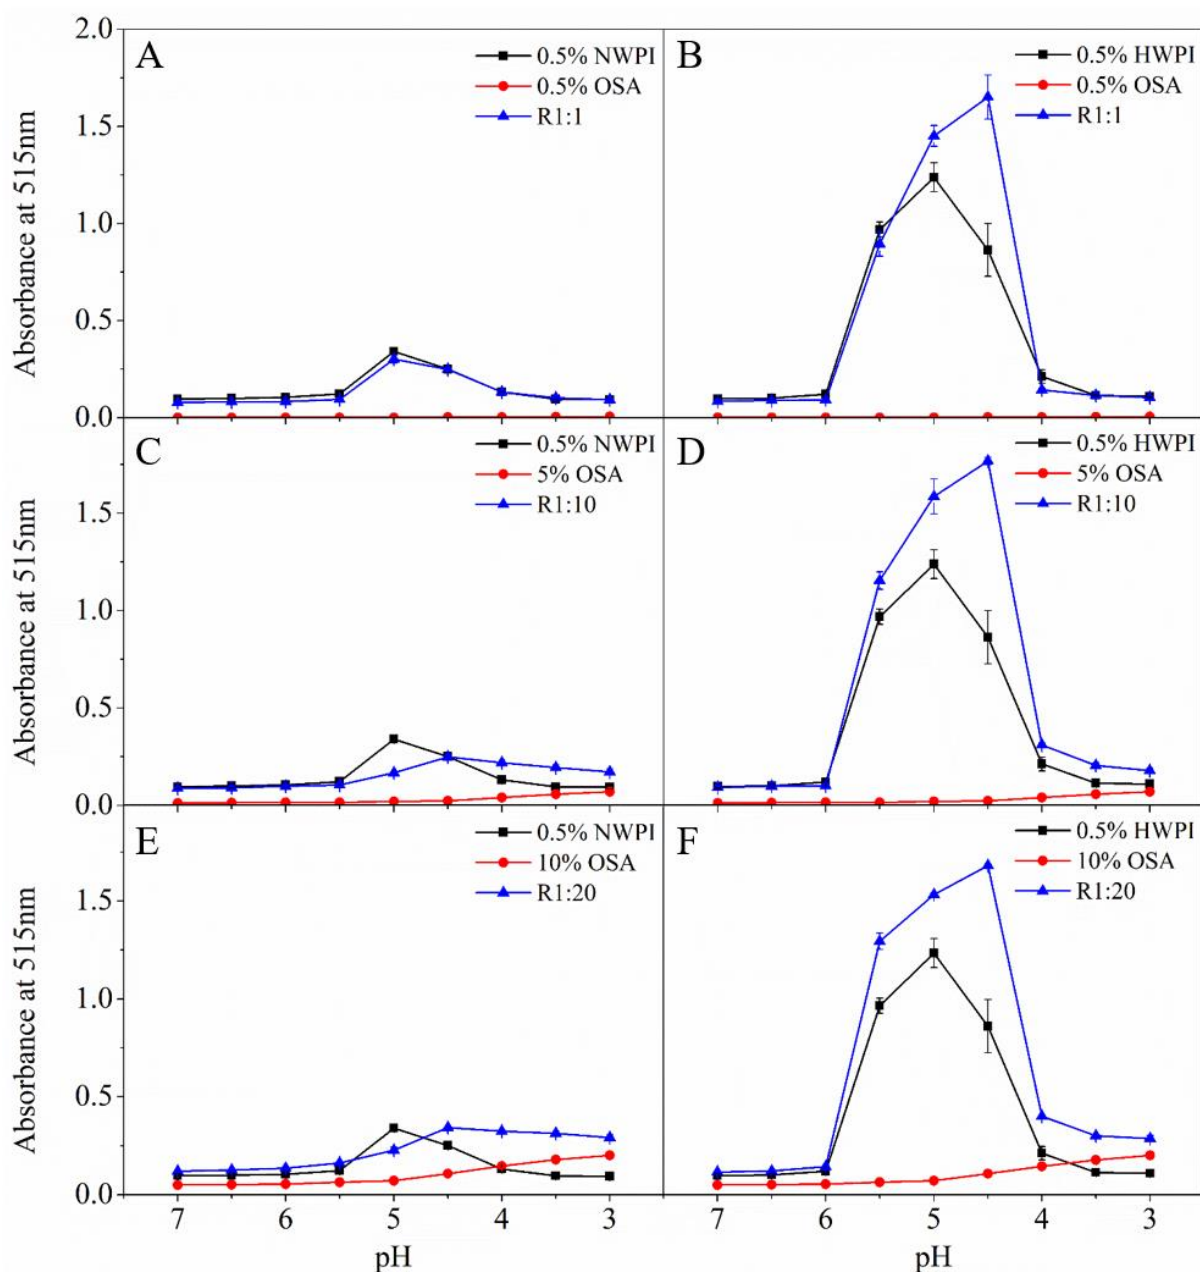 A
0.5% NWPI
0.5% OSA
R1:1
B
0.5% HWPI
0.5% OSA
R1:1
2.0
1.5
1.0
0.5
0.0
Absorbance at 515nm
C
0.5% NWPI
5% OSA
R1:10
D
0.5% HWPI
5% OSA
R1:10
1.5
1.0
0.5
0.0
Absorbance at 515nm
E
0.5% NWPI
10% OSA
R1:20
F
0.5% HWPI
10% OSA
R1:20
1.5
1.0
0.5
0.0
Absorbance at 515nm
7 6 5 4 3
7 6 5 4 3
pH
pH